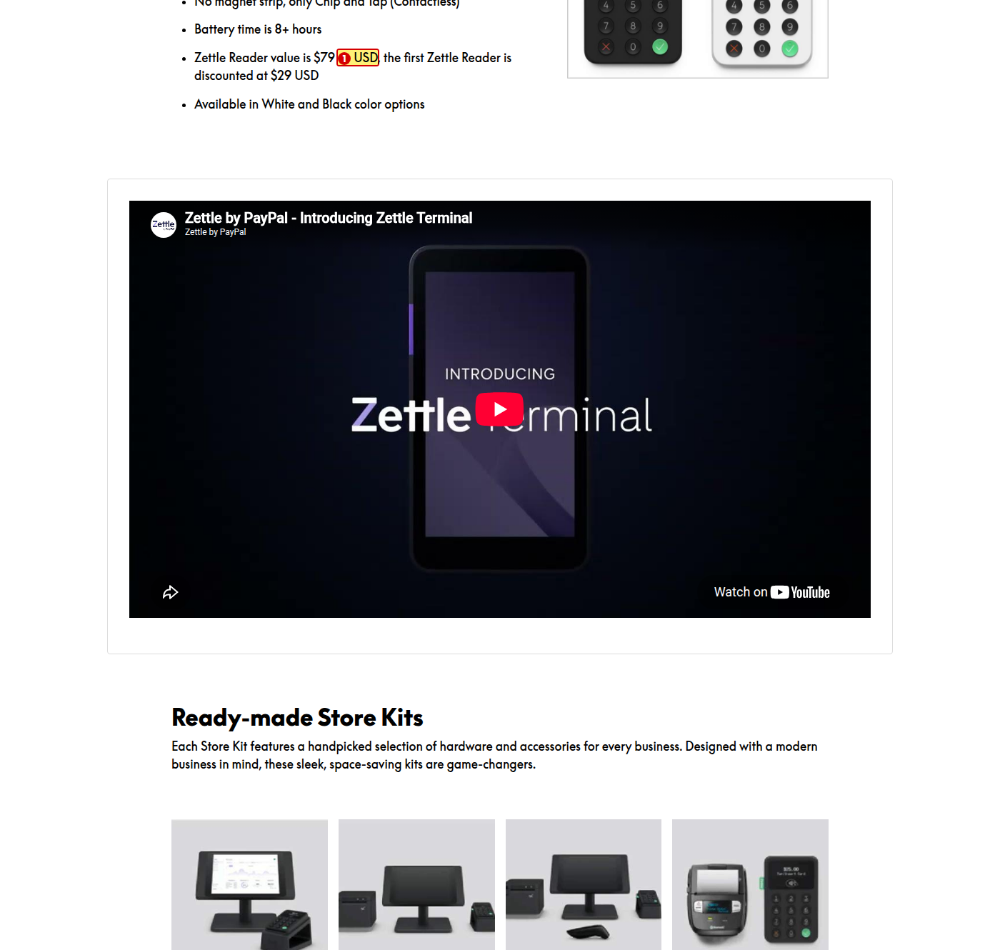 No magnet strip, only Chip and Tap (Contactless)
Battery time is 8+ hours
Zettle Reader value is $79 1 USD, the first Zettle Reader is
discounted at $29 USD
Available in White and Black color options
4 5 6
7 8 9
0
4 5 6
7 8 9
0
Zettle
Zettle by PayPal - Introducing Zettle Terminal
Zettle by PayPal
INTRODUCING
Zettle Terminal
Watch on YouTube
Ready-made Store Kits
Each Store Kit features a handpicked selection of hardware and accessories for every business. Designed with a modern
business in mind, these sleek, space-saving kits are game-changers.
$25.00